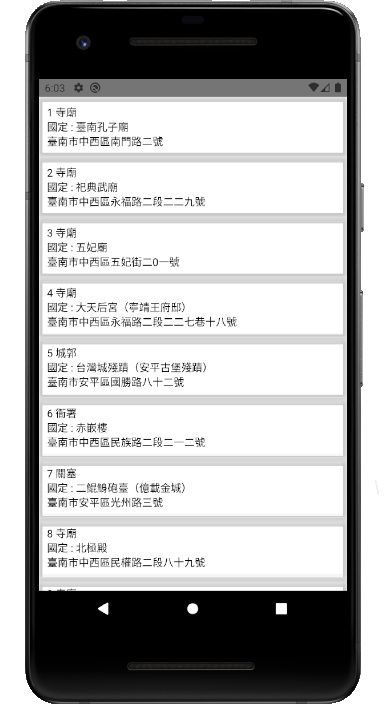 6:03
1 寺廟
國定 : 臺南孔子廟
臺南市中西區南門路二號
2 寺廟
國定 : 祀典武廟
臺南市中西區永福路二段二二九號
3 寺廟
國定 : 五妃廟
臺南市中西區五妃街二0一號
4 寺廟
國定 : 大天后宮（寧靖王府邸）
臺南市中西區永福路二段二二七巷十八號
5 城郭
國定 : 台灣城殘蹟（安平古堡殘蹟）
臺南市安平區國勝路八十二號
6 衙署
國定 : 赤嵌樓
臺南市中西區民族路二段二一二號
7 關塞
國定 : 二鯤鯓砲臺（億載金城）
臺南市安平區光州路三號
8 寺廟
國定 : 北極殿
臺南市中西區民權路二段八十九號